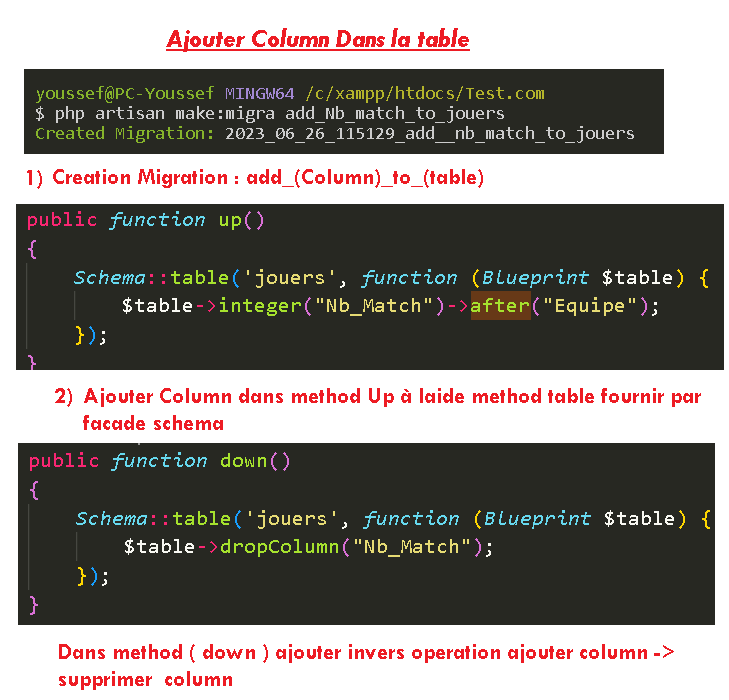 Ajouter Column Dans la table
youssef@PC-Youssef MINGW64 /c/xampp/htdocs/Test.com
$ php artisan make:migra add_Nb_match_to_jouers
Created Migration: 2023_06_26_115129_add__nb_match_to_jouers
1) Creation Migration : add_(Column)_to_(table)
public function up()
{
Schema::table('jouers', function (Blueprint $table) {
$table->integer("Nb_Match")->after("Equipe");
});
}
2) Ajouter Column dans method Up à laide method table fournir par
facade schema
public function down()
{
Schema::table('jouers', function (Blueprint $table) {
$table->dropColumn("Nb_Match");
});
}
Dans method ( down ) ajouter invers operation ajouter column ->
supprimer column